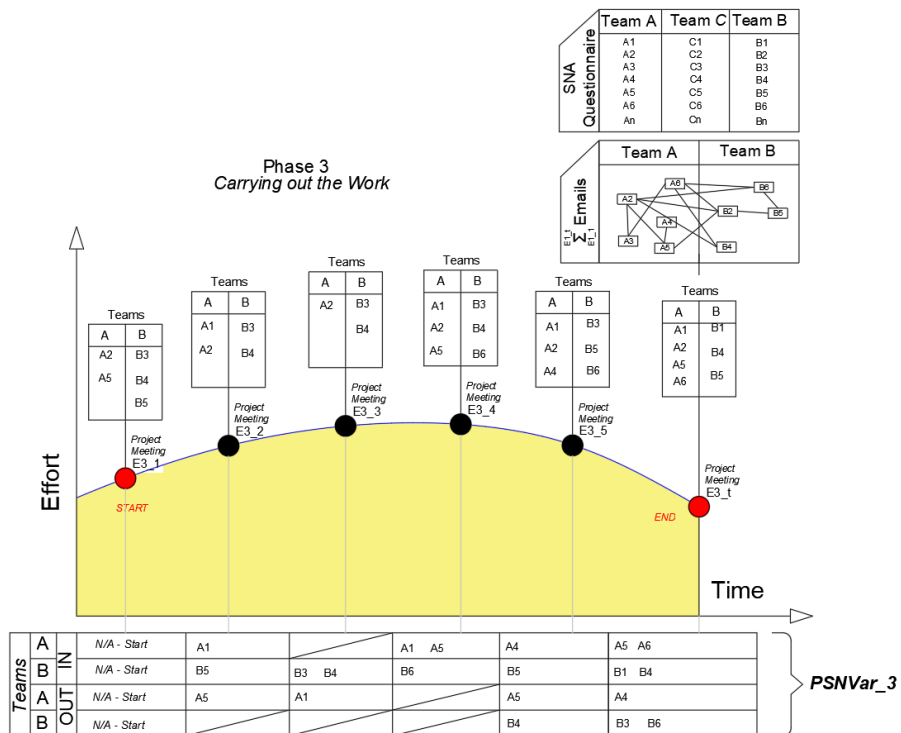 Team A Team C Team B
SNA Questionnaire
A1 C1 B1
A2 C2 B2
A3 C3 B3
A4 C4 B4
A5 C5 B5
A6 C6 B6
An Cn Bn
Phase 3
Carrying out the Work
Team A Team B
E1_t
Σ Emails
E1_1
A6
B6
A2
B2
B5
A4
A3
A5
B4
Teams
A B
A2 B3
A5 B4
B5
Teams
A B
A1 B3
A2 B4
Teams
A B
A2 B3
B4
Teams
A B
A1 B3
A2 B4
A5 B6
Teams
A B
A1 B3
A2 B5
A4 B6
Teams
A B
A1 B1
A2 B4
A5 B5
A6
Project
Meeting
E3_1
Project
Meeting
E3_2
Project
Meeting
E3_3
Project
Meeting
E3_4
Project
Meeting
E3_5
Project
Meeting
E3_t
START
END
Effort
Time
Teams
IN
OUT
A N/A - Start A1 A1 A5 A4 A5 A6
B N/A - Start B5 B3 B4 B6 B5 B1 B4
A N/A - Start A5 A1 A5 A4
B N/A - Start B4 B3 B6
PSNVar_3